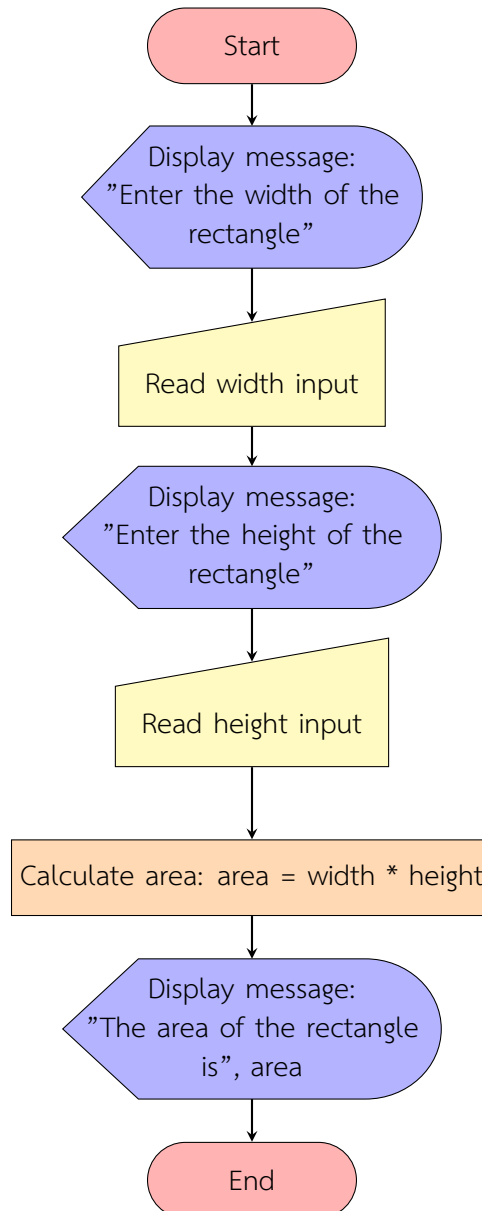 Start
Display message:
”Enter the width of the
rectangle”
Read width input
Display message:
”Enter the height of the
rectangle”
Read height input
Calculate area: area = width * height
Display message:
”The area of the rectangle
is”, area
End